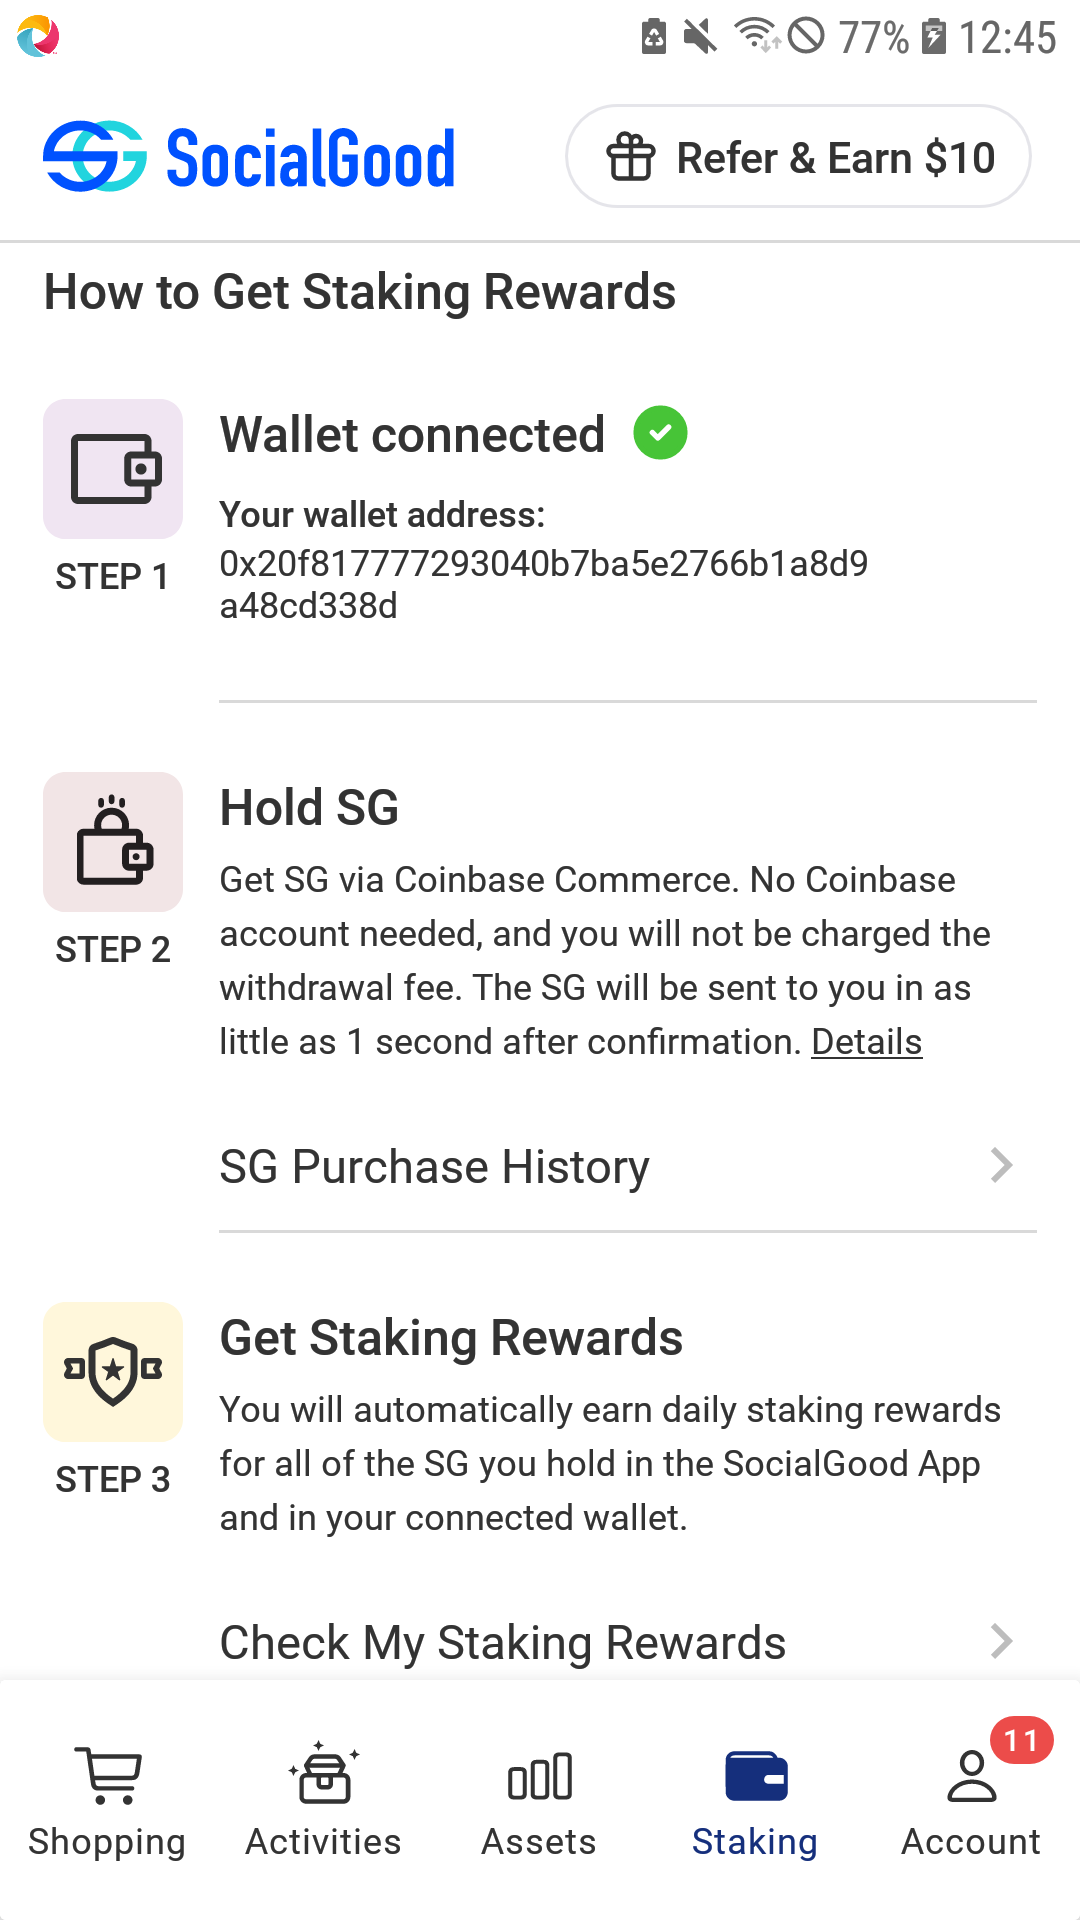 77% 12:45
SG SocialGood
Refer & Earn $10
How to Get Staking Rewards
Wallet connected
Your wallet address:
0x20f817777293040b7ba5e2766b1a8d9
a48cd338d
STEP 1
Hold SG
Get SG via Coinbase Commerce. No Coinbase
account needed, and you will not be charged the
withdrawal fee. The SG will be sent to you in as
little as 1 second after confirmation. Details
STEP 2
SG Purchase History
Get Staking Rewards
You will automatically earn daily staking rewards
for all of the SG you hold in the SocialGood App
and in your connected wallet.
STEP 3
Check My Staking Rewards
11
Shopping
Activities
Assets
Staking
Account